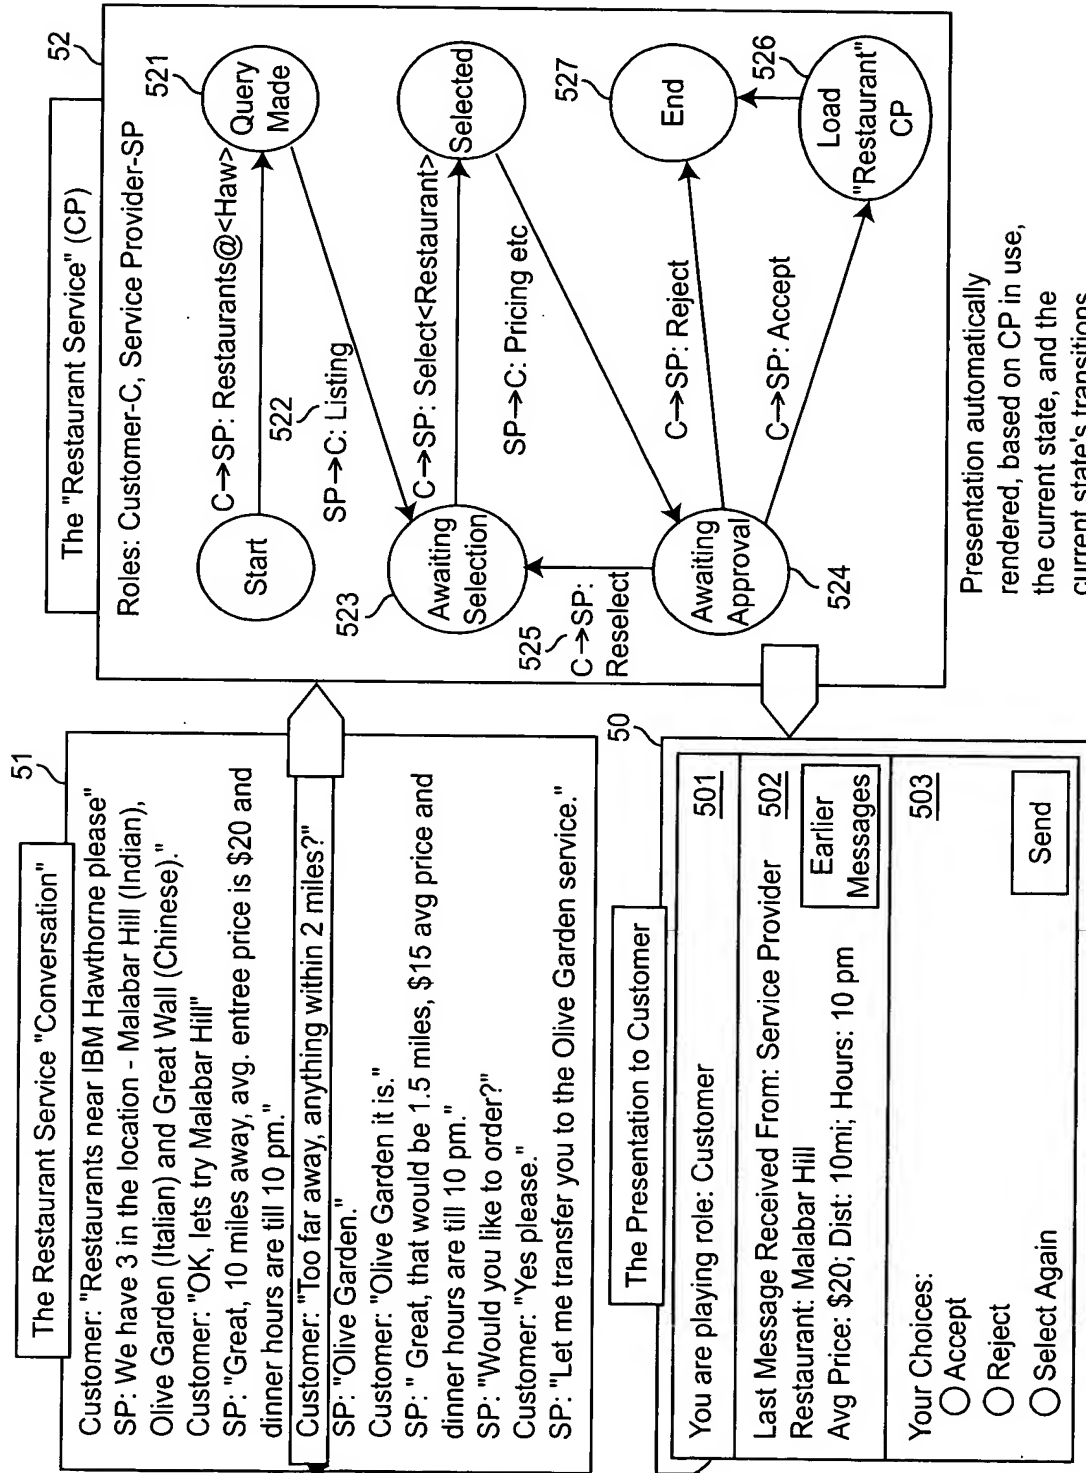 The Restaurant Service "Conversation"
51
Customer: "Restaurants near IBM Hawthorne please"
SP: We have 3 in the location - Malabar Hill (Indian),
Olive Garden (Italian) and Great Wall (Chinese)."
Customer: "OK, lets try Malabar Hill"
SP: "Great, 10 miles away, avg. entree price is $20 and
dinner hours are till 10 pm."
Customer: "Too far away, anything within 2 miles?"
SP: "Olive Garden."
Customer: "Olive Garden it is."
SP: " Great, that would be 1.5 miles, $15 avg price and
dinner hours are till 10 pm."
SP: "Would you like to order?"
Customer: "Yes please."
SP: "Let me transfer you to the Olive Garden service."
The "Restaurant Service" (CP)
52
Roles: Customer-C, Service Provider-SP
Start
C→SP: Restaurants@<Haw>
521
Query
Made
522
SP→C: Listing
523
Awaiting
Selection
C→SP: Select<Restaurant>
Selected
SP→C: Pricing etc
525
C→SP:
Reselect
Awaiting
Approval
524
C→SP: Reject
527
End
C→SP: Accept
526
Load
"Restaurant"
CP
The Presentation to Customer
50
You are playing role: Customer
501
Last Message Received From: Service Provider
502
Restaurant: Malabar Hill
Avg Price: $20; Dist: 10mi; Hours: 10 pm
Earlier
Messages
Your Choices:
503
Accept
Reject
Select Again
Send
Presentation automatically
rendered, based on CP in use,
the current state, and the
current state's transitions